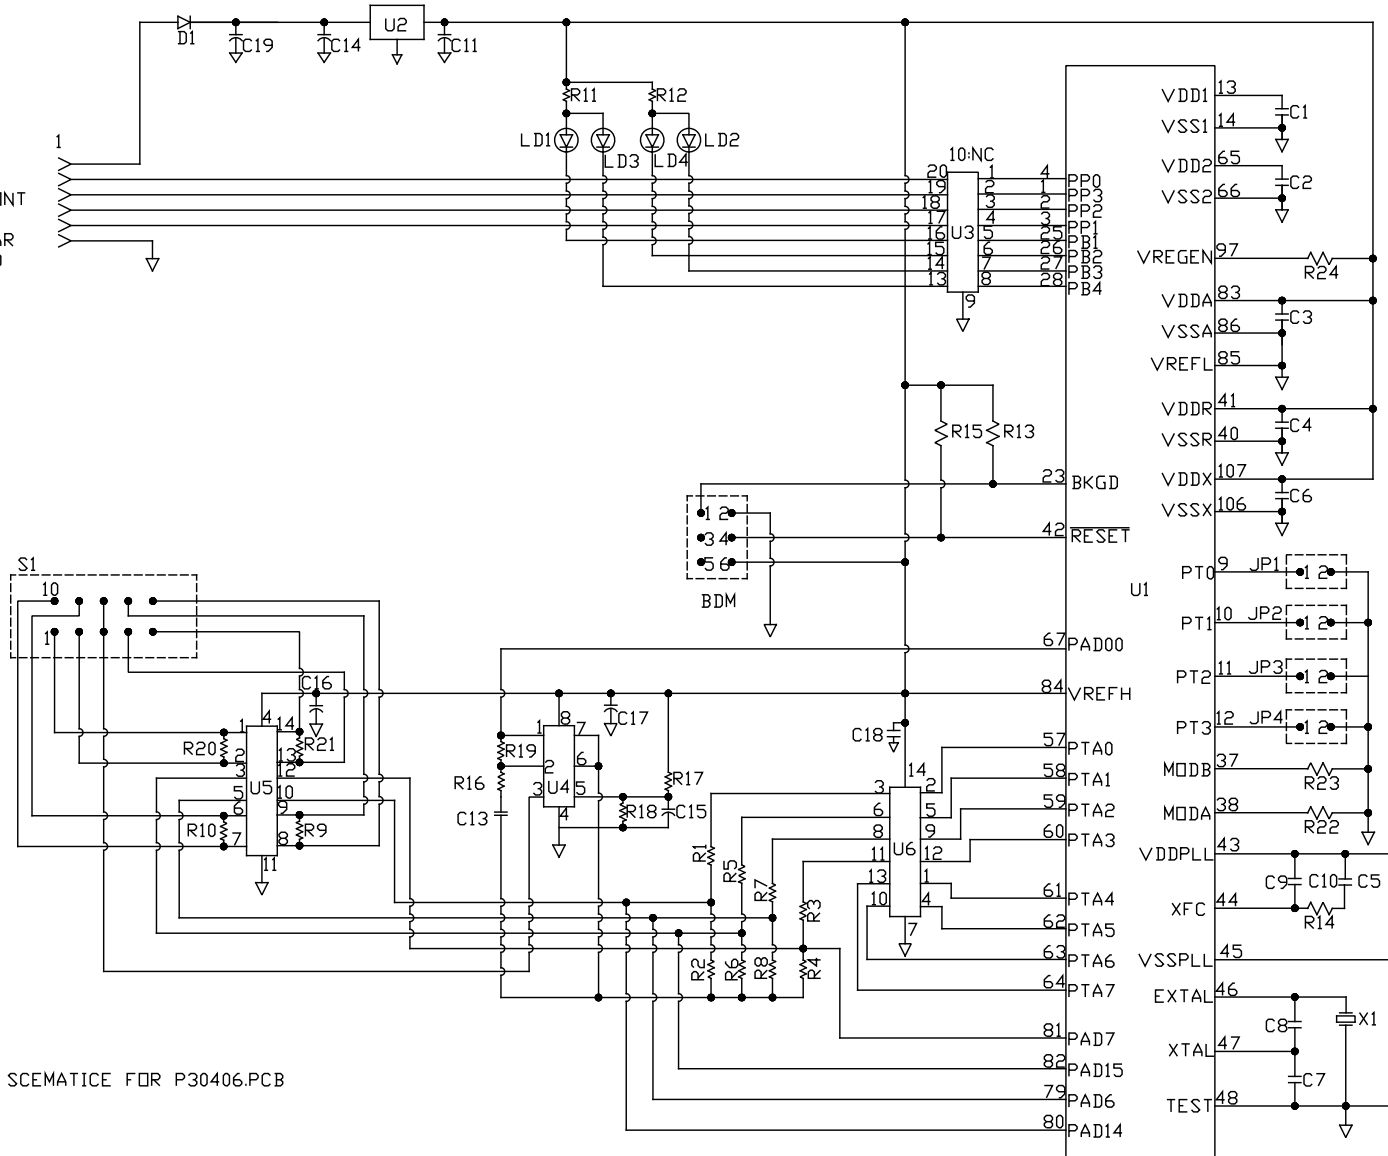 D1
C19
C14
U2
C11
R11
R12
LD1
LD3
LD4
LD2
1
INT
AR
10:NC
20
19
18
17
16
15
14
13
U3
1
2
3
4
5
6
7
8
9
4
1
2
3
25
26
27
28
PP0
PP3
PP2
PP1
PB1
PB2
PB3
PB4
VDD1 13
C1
VSS1 14
VDD2 65
C2
VSS2 66
VREGEN 97
R24
VDDA 83
C3
VSSA 86
VREFL 85
VDDR 41
C4
VSSR 40
VDDX 107
C6
VSSX 106
R15
R13
23 BKGD
1 2
3 4
5 6
BDM
42 RESET
U1
PT0 9 JP1 1 2
PT1 10 JP2 1 2
PT2 11 JP3 1 2
PT3 12 JP4 1 2
MODB 37
R23
MODA 38
R22
VDDPLL 43
C9 C10 C5
XFC 44
R14
VSSPLL 45
EXTAL 46
C8
X1
XTAL 47
C7
TEST 48
S1
10
1
67 PAD00
84 VREFH
C16
C17
C18
4
1 14
R20 R21
2 13
3 12
U5
5 10
6 9
R10 R9
7 8
11
8
1 7
R19
2 6
R16
U4
3 5
4
C13
R17
R18 C15
14
3 2
6 5
8 9
U6
11 12
13 1
10 4
7
R1
R5
R7
R3
R2
R6
R8
R4
57 PTA0
58 PTA1
59 PTA2
60 PTA3
61 PTA4
62 PTA5
63 PTA6
64 PTA7
81 PAD7
82 PAD15
79 PAD6
80 PAD14
SCEMATICE FOR P30406.PCB